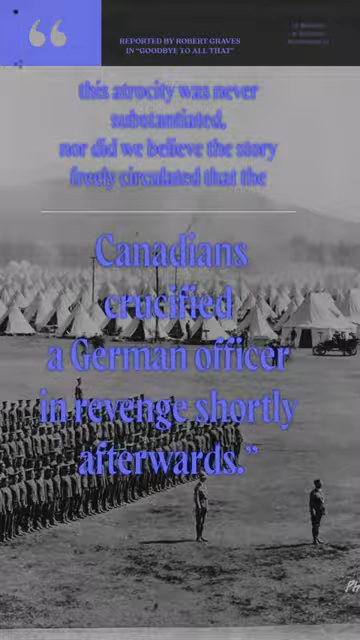 “
REPORTED BY ROBERT GRAVES
IN “GOODBYE TO ALL THAT”
this atrocity was never
substantiated,
nor did we believe the story
freely circulated that the
Canadians
crucified
a German officer
in revenge shortly
afterwards.”